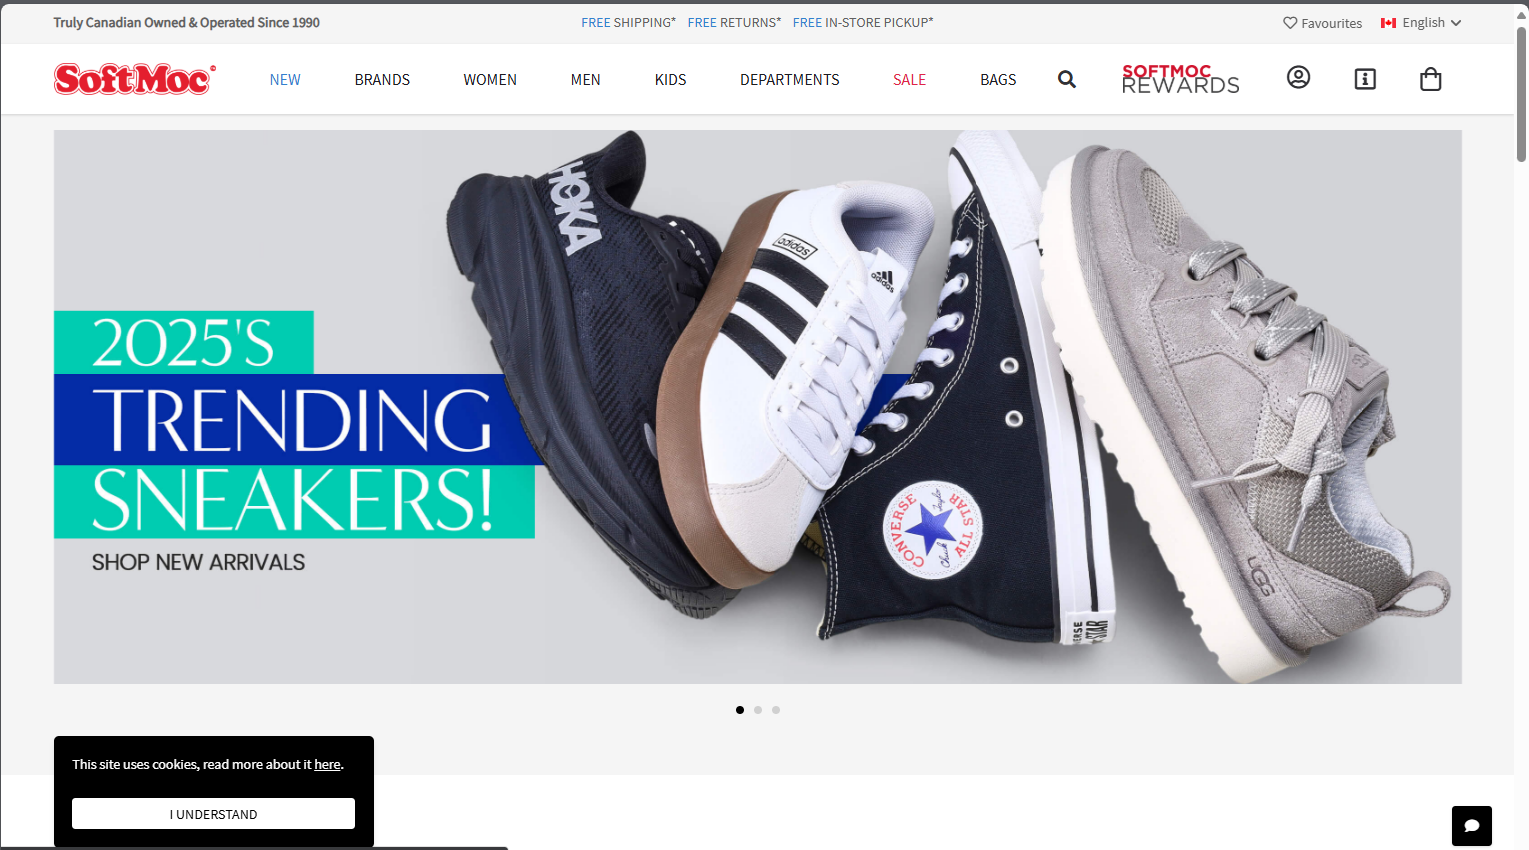 Truly Canadian Owned & Operated Since 1990
FREE SHIPPING* FREE RETURNS* FREE IN-STORE PICKUP*
Favourites
English
SoftMoc
NEW
BRANDS
WOMEN
MEN
KIDS
DEPARTMENTS
SALE
BAGS
SOFTMOC
REWARDS
HOKA
adidas
adidas
CONVERSE
ALL STAR
Chuck Taylor
UGG
2025'S
TRENDING
SNEAKERS!
SHOP NEW ARRIVALS
This site uses cookies, read more about it here.
I UNDERSTAND